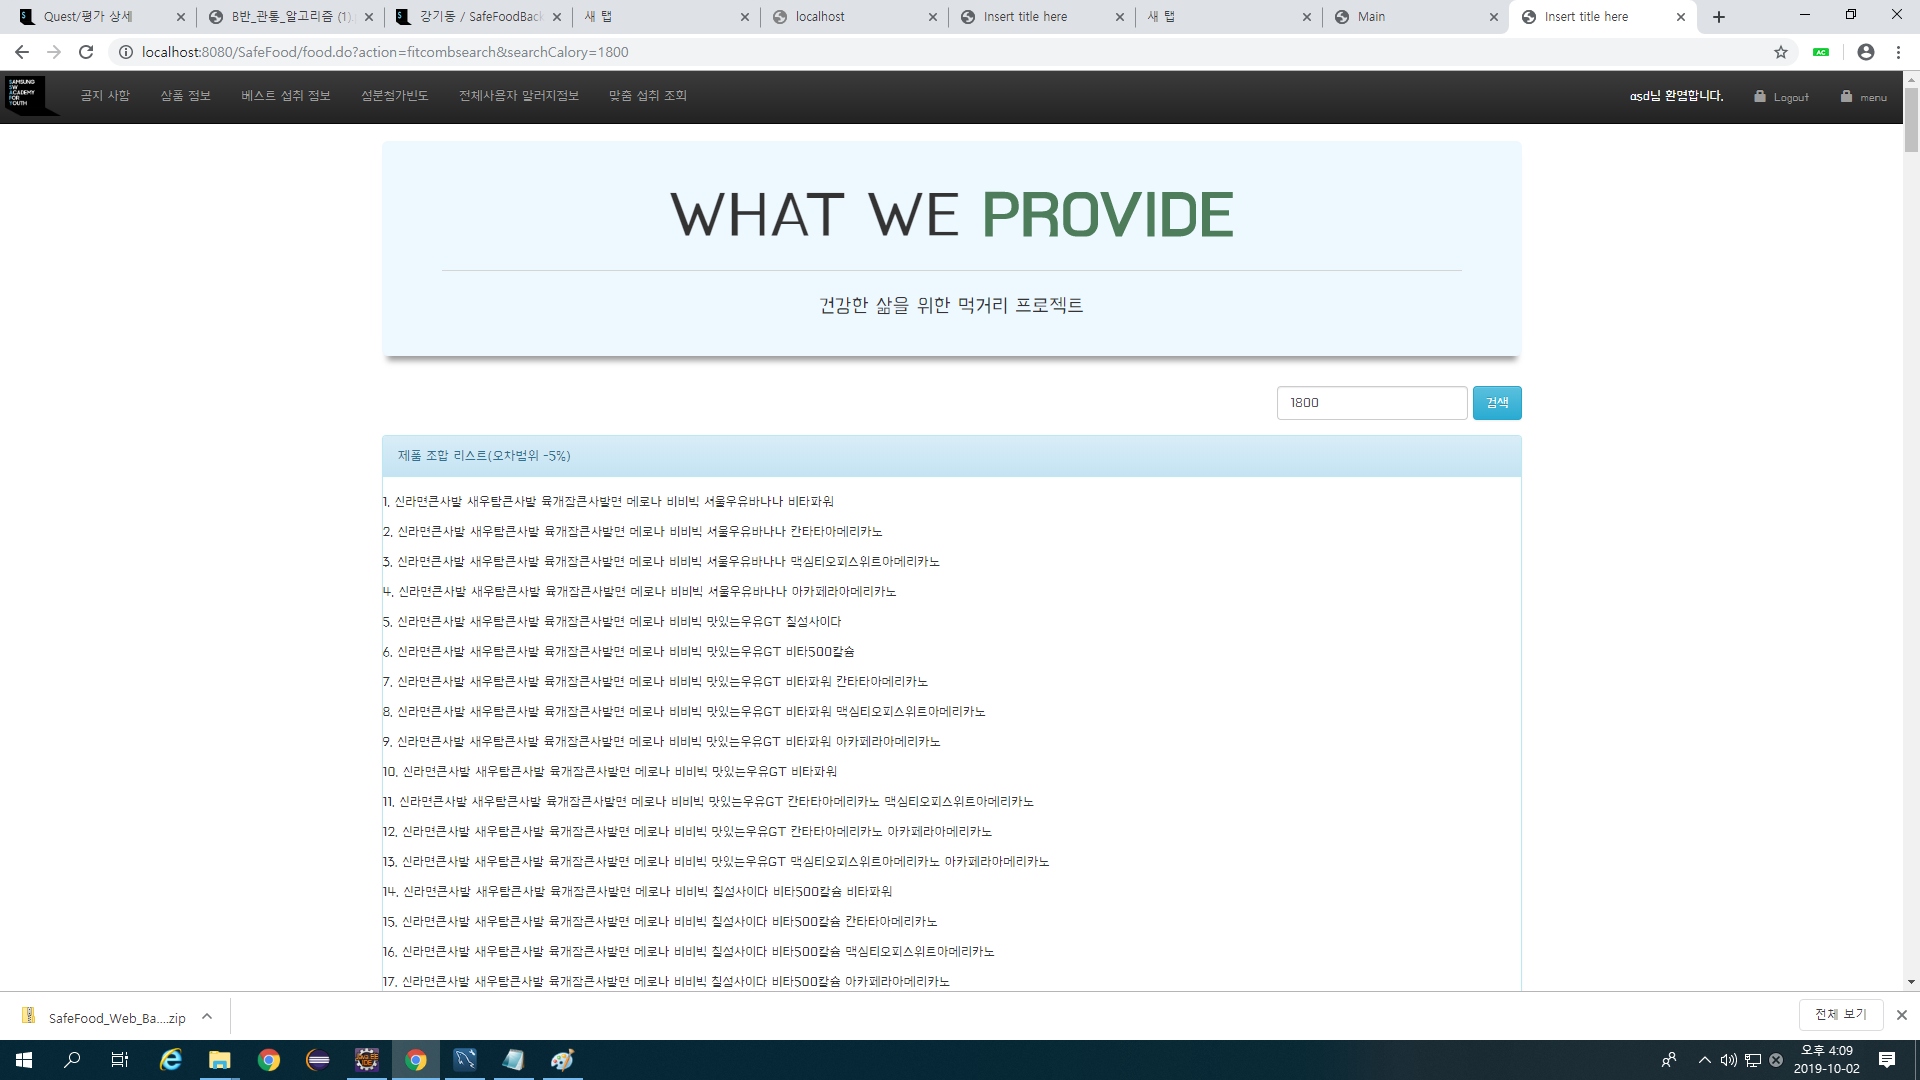 Quest/평가 상세
B반_관통_알고리즘 (1).
강기동 / SafeFoodBack
새 탭
localhost
Insert title here
새 탭
Main
Insert title here
localhost:8080/SafeFood/food.do?action=fitcombsearch&searchCalory=1800
AC
SAMSUNG
SW
ACADEMY
FOR
YOUTH
공지 사항
상품 정보
베스트 섭취 정보
섭분첨가빈도
전체사용자 알러지정보
맞춤 섭취 조회
asd님 환영합니다.
Logout
menu
WHAT WE PROVIDE
건강한 삶을 위한 먹거리 프로젝트
1800
검색
제품 조합 리스트(오차범위 -5%)
1, 신라면큰사발 새우탐큰사발 육개잠큰사발면 메로나 비비빅 서울우유바나나 비타파워
2, 신라면큰사발 새우탐큰사발 육개잠큰사발면 메로나 비비빅 서울우유바나나 칸타타아메리카노
3, 신라면큰사발 새우탐큰사발 육개잠큰사발면 메로나 비비빅 서울우유바나나 맥심티오피스위트아메리카노
4, 신라면큰사발 새우탐큰사발 육개잠큰사발면 메로나 비비빅 서울우유바나나 아카페라아메리카노
5, 신라면큰사발 새우탐큰사발 육개잠큰사발면 메로나 비비빅 맛있는우유GT 칠섬사이다
6, 신라면큰사발 새우탐큰사발 육개잠큰사발면 메로나 비비빅 맛있는우유GT 비타500칼슘
7, 신라면큰사발 새우탐큰사발 육개잠큰사발면 메로나 비비빅 맛있는우유GT 비타파워 칸타타아메리카노
8, 신라면큰사발 새우탐큰사발 육개잠큰사발면 메로나 비비빅 맛있는우유GT 비타파워 맥심티오피스위트아메리카노
9, 신라면큰사발 새우탐큰사발 육개잠큰사발면 메로나 비비빅 맛있는우유GT 비타파워 아카페라아메리카노
10, 신라면큰사발 새우탐큰사발 육개잠큰사발면 메로나 비비빅 맛있는우유GT 비타파워
11, 신라면큰사발 새우탐큰사발 육개잠큰사발면 메로나 비비빅 맛있는우유GT 칸타타아메리카노 맥심티오피스위트아메리카노
12, 신라면큰사발 새우탐큰사발 육개잠큰사발면 메로나 비비빅 맛있는우유GT 칸타타아메리카노 아카페라아메리카노
13, 신라면큰사발 새우탐큰사발 육개잠큰사발면 메로나 비비빅 맛있는우유GT 맥심티오피스위트아메리카노 아카페라아메리카노
14, 신라면큰사발 새우탐큰사발 육개잠큰사발면 메로나 비비빅 칠섬사이다 비타500칼슘 비타파워
15, 신라면큰사발 새우탐큰사발 육개잠큰사발면 메로나 비비빅 칠섬사이다 비타500칼슘 칸타타아메리카노
16, 신라면큰사발 새우탐큰사발 육개잠큰사발면 메로나 비비빅 칠섬사이다 비타500칼슘 맥심티오피스위트아메리카노
17, 신라면큰사발 새우탐큰사발 육개잠큰사발면 메로나 비비빅 칠섬사이다 비타500칼슘 아카페라아메리카노
SafeFood_Web_Ba....zip
전체 보기
오후 4:09
2019-10-02